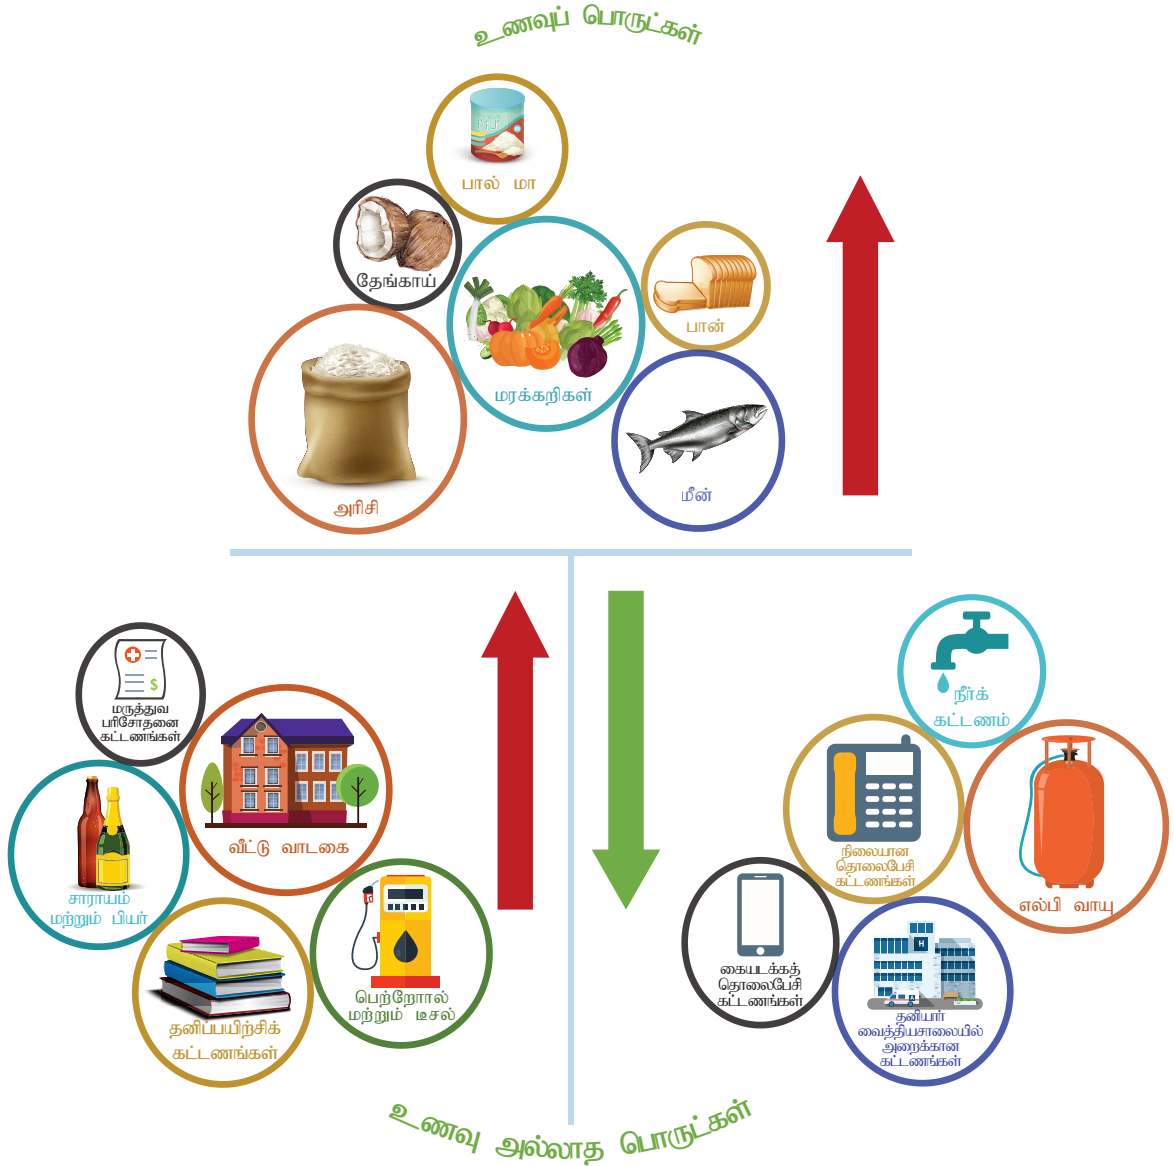 உணவுப் பொருட்கள்
பால் மா
தேங்காய்
பான்
மரக்கறிகள்
மீன்
அரிசி
மருத்துவ
பரிசோதனை
கட்டணங்கள்
வீட்டு வாடகை
சாராயம்
மற்றும் பியர்
பெற்றோரால்
மற்றும் டீசல்
தனிப்பயிற்சிக்
கட்டணங்கள்
நீர்க்
கட்டணம்
நிலையான
தொலைபேசி
கட்டணங்கள்
எல்பி வாயு
கையடக்கத்
தொலைபேசி
கட்டணங்கள்
H
தனியார்
வைத்தியசாலையில்
அறைக்கான
கட்டணங்கள்
உணவு அல்லாத பொருட்கள்